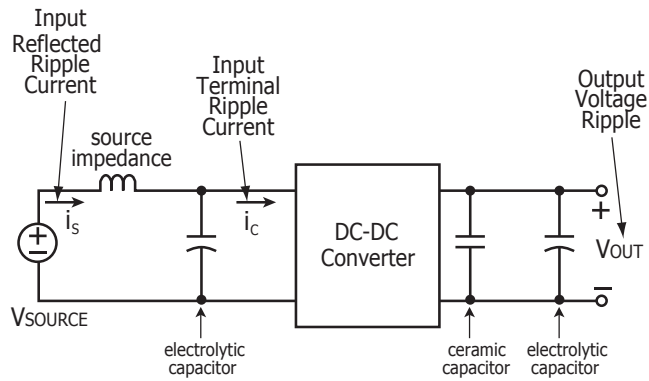 Input
Reflected
Ripple
Current
Input
Terminal
Ripple
Current
Output
Voltage
Ripple
source
impedance
iS
iC
+
−
DC-DC
Converter
+
VOUT
−
VSOURCE
electrolytic
capacitor
ceramic
capacitor
electrolytic
capacitor